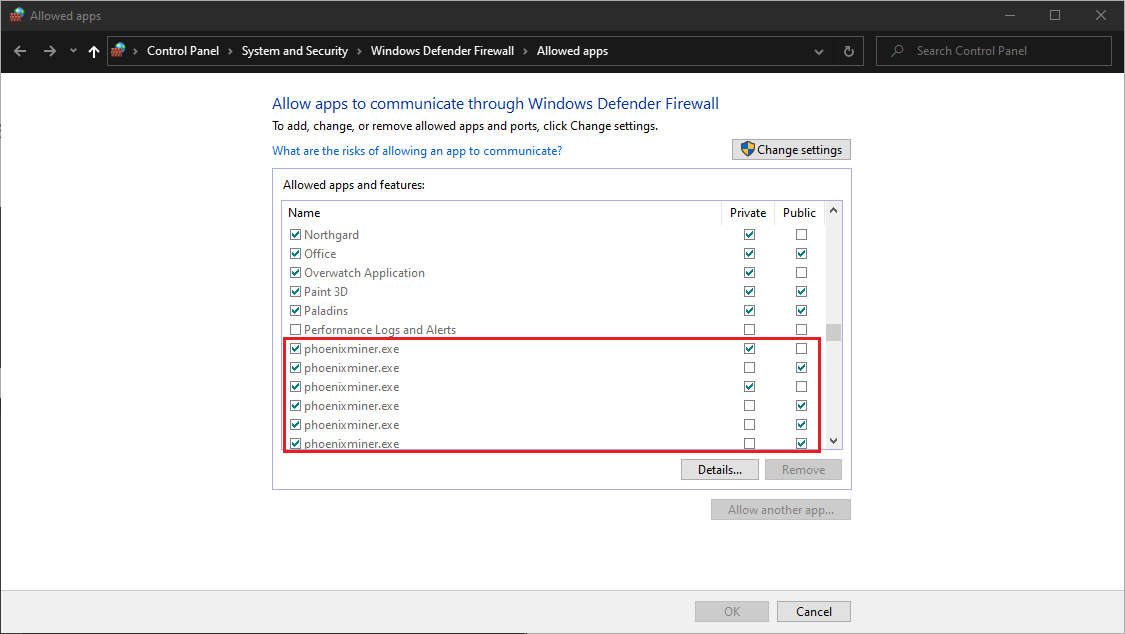 Allowed apps
Control Panel > System and Security > Windows Defender Firewall > Allowed apps
Search Control Panel
Allow apps to communicate through Windows Defender Firewall
To add, change, or remove allowed apps and ports, click Change settings.
What are the risks of allowing an app to communicate?
Change settings
Allowed apps and features:
Name Private Public
Northgard
Office
Overwatch Application
Paint 3D
Paladins
Performance Logs and Alerts
phoenixminer.exe
phoenixminer.exe
phoenixminer.exe
phoenixminer.exe
phoenixminer.exe
phoenixminer.exe
Details... Remove
Allow another app...
OK Cancel